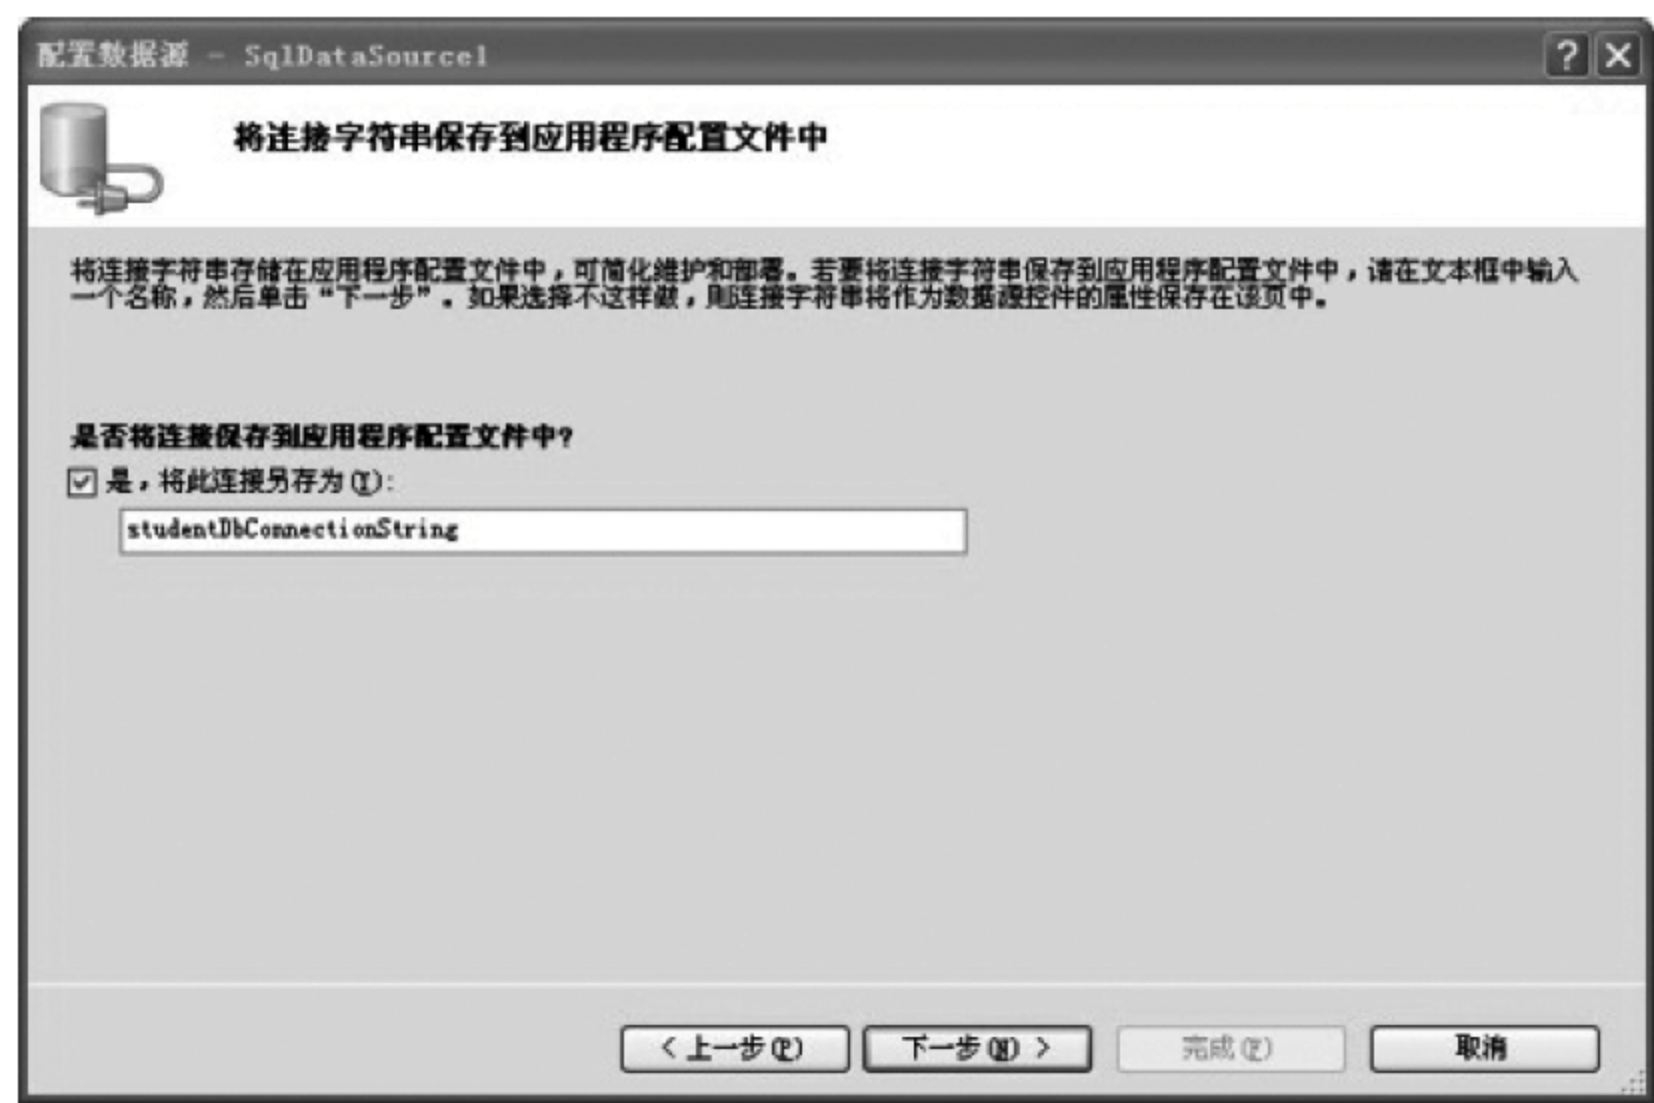 配置数据源 - SqlDataSource1
将连接字符串保存到应用程序配置文件中
将连接字符串存储在应用程序配置文件中，可简化维护和部署。若要将连接字符串保存到应用程序配置文件中，请在文本框中输入
一个名称，然后单击“下一步”。如果选择不这样做，则连接字符串将作为数据源控件的属性保存在该页中。
是否将连接保存到应用程序配置文件中?
是，将此连接另存为(Y):
studentDbConnectionString
< 上一步(P)
下一步(N) >
完成(F)
取消